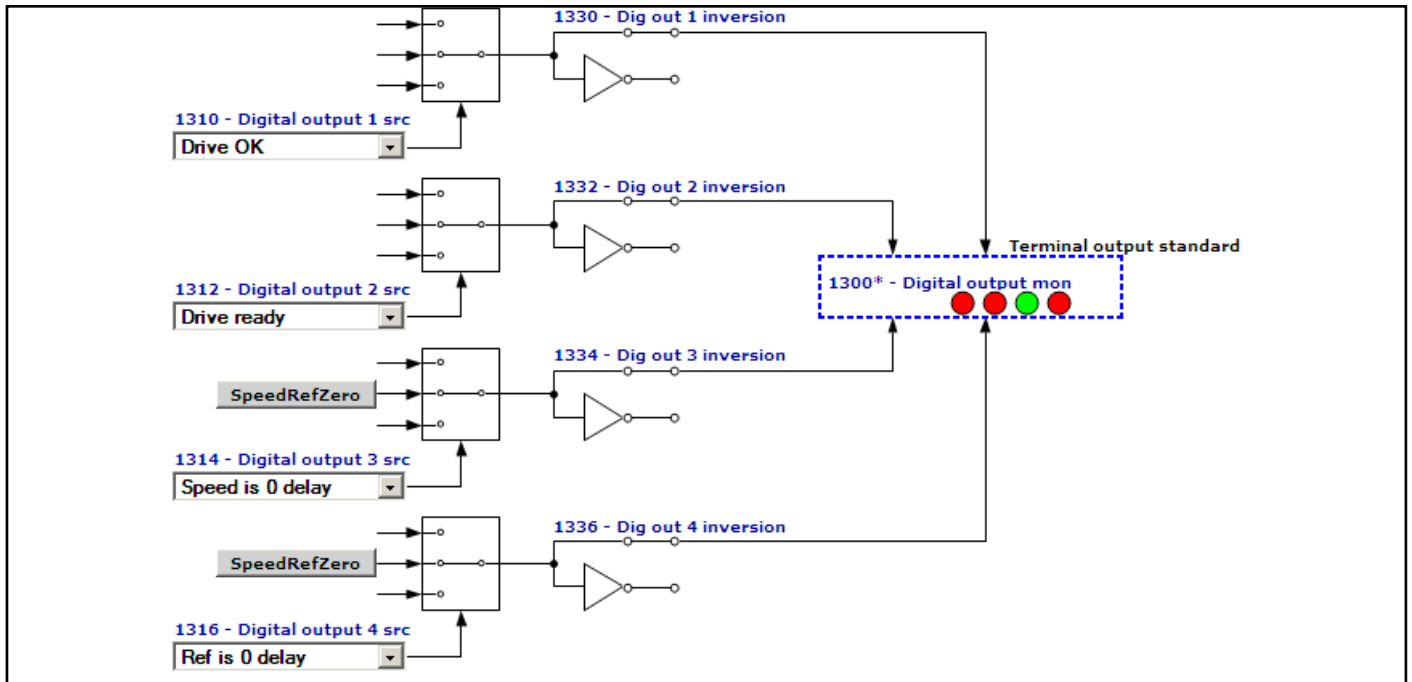 1330 - Dig out 1 inversion
1310 - Digital output 1 src
Drive OK
1332 - Dig out 2 inversion
Terminal output standard
1300* - Digital output mon
1312 - Digital output 2 src
Drive ready
1334 - Dig out 3 inversion
SpeedRefZero
1314 - Digital output 3 src
Speed is 0 delay
1336 - Dig out 4 inversion
SpeedRefZero
1316 - Digital output 4 src
Ref is 0 delay